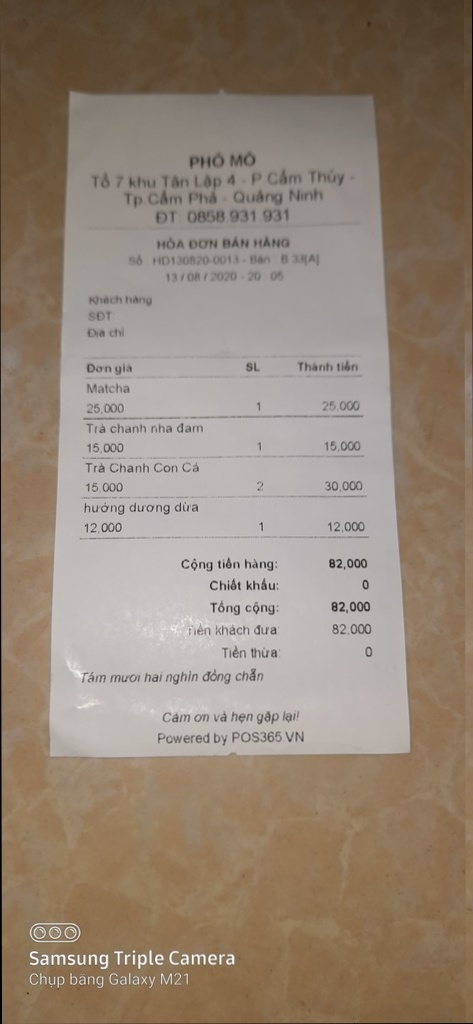 PHÔ MÔ
Tổ 7 khu Tân Lập 4 - P Cẩm Thủy -
Tp.Cẩm Phả - Quảng Ninh
ĐT: 0858.931.931
HÓA ĐƠN BÁN HÀNG
Số HD130820-0013 - Bàn : B 33[A]
13 / 08 / 2020 - 20 : 05
Khách hàng
SĐT:
Địa chỉ
Đơn giá SL Thành tiền
Matcha
25,000 1 25,000
Trà chanh nha đam
15,000 1 15,000
Trà Chanh Con Cá
15,000 2 30,000
hướng dương dừa
12,000 1 12,000
Cộng tiền hàng: 82,000
Chiết khấu: 0
Tổng cộng: 82,000
Tiền khách đưa: 82,000
Tiền thừa: 0
Tám mươi hai nghìn đồng chẵn
Cảm ơn và hẹn gặp lại!
Powered by POS365.VN
Samsung Triple Camera
Chụp bằng Galaxy M21